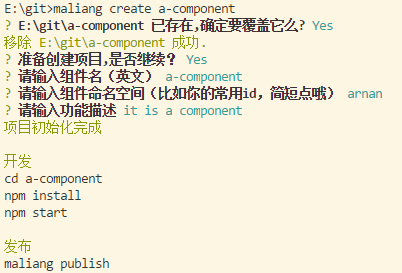 E:\git>maliang create a-component
? E:\git\a-component 已存在,确定要覆盖它么? Yes
移除 E:\git\a-component 成功.
? 准备创建项目,是否继续？ Yes
? 请输入组件名（英文） a-component
? 请输入组件命名空间（比如你的常用id，简短点哦） arnan
? 请输入功能描述 it is a component
项目初始化完成
开发
cd a-component
npm install
npm start
发布
maliang publish